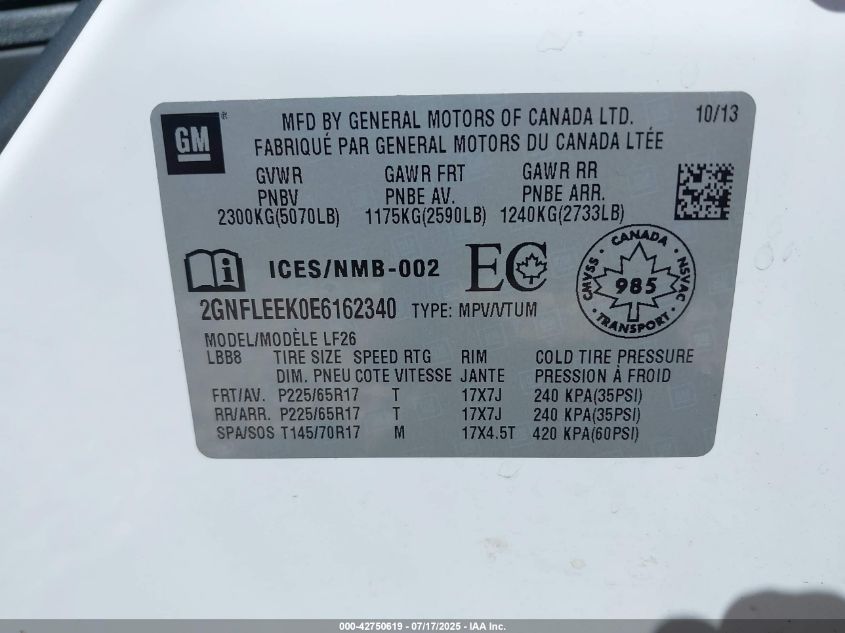 GM ®
MFD BY GENERAL MOTORS OF CANADA LTD. 10/13
FABRIQUÉ PAR GENERAL MOTORS DU CANADA LTÉE
GVWR GAWR FRT GAWR RR
PNBV PNBE AV. PNBE ARR.
2300KG(5070LB) 1175KG(2590LB) 1240KG(2733LB)
i ICES/NMB-002 EC
CANADA
CMVSS 985 NSVAC
TRANSPORT
2GNFLEEK0E6162340 TYPE: MPV/VTUM
MODEL/MODÈLE LF26
LBB8 TIRE SIZE SPEED RTG RIM COLD TIRE PRESSURE
DIM. PNEU COTE VITESSE JANTE PRESSION À FROID
FRT/AV. P225/65R17 T 17X7J 240 KPA(35PSI)
RR/ARR. P225/65R17 T 17X7J 240 KPA(35PSI)
SPA/SOS T145/70R17 M 17X4.5T 420 KPA(60PSI)
000-42750619 - 07/17/2025 - IAA Inc.